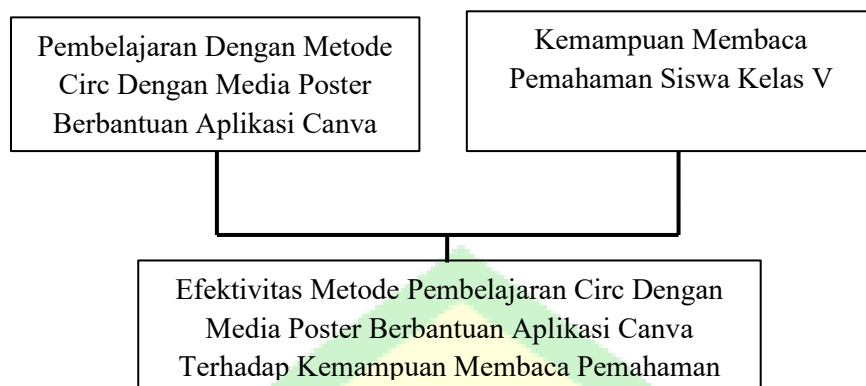 Pembelajaran Dengan Metode
Circ Dengan Media Poster
Berbantuan Aplikasi Canva
Kemampuan Membaca
Pemahaman Siswa Kelas V
Efektivitas Metode Pembelajaran Circ Dengan
Media Poster Berbantuan Aplikasi Canva
Terhadap Kemampuan Membaca Pemahaman